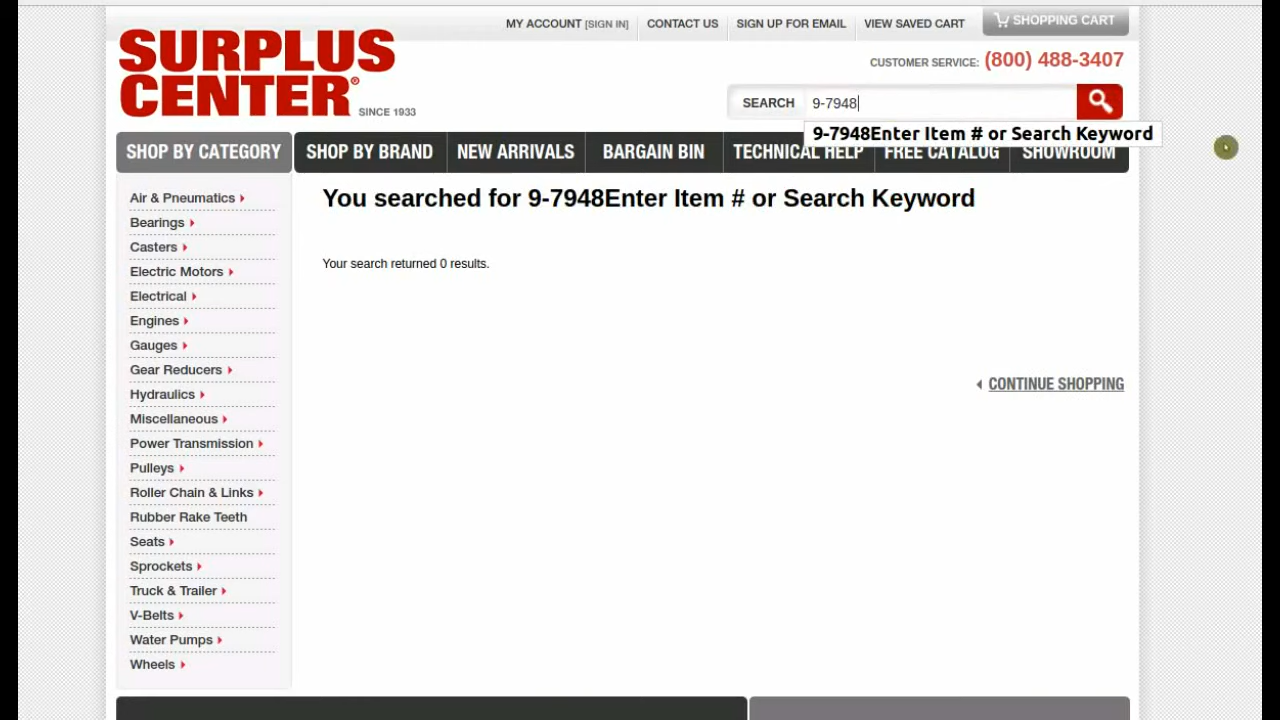 MY ACCOUNT [SIGN IN]
CONTACT US
SIGN UP FOR EMAIL
VIEW SAVED CART
SHOPPING CART
SURPLUS
CENTER®
SINCE 1933
CUSTOMER SERVICE: (800) 488-3407
SEARCH
9-7948
9-7948Enter Item # or Search Keyword
SHOP BY CATEGORY
SHOP BY BRAND
NEW ARRIVALS
BARGAIN BIN
TECHNICAL HELP
FREE CATALOG
SHOWROOM
Air & Pneumatics
Bearings
Casters
Electric Motors
Electrical
Engines
Gauges
Gear Reducers
Hydraulics
Miscellaneous
Power Transmission
Pulleys
Roller Chain & Links
Rubber Rake Teeth
Seats
Sprockets
Truck & Trailer
V-Belts
Water Pumps
Wheels
You searched for 9-7948Enter Item # or Search Keyword
Your search returned 0 results.
CONTINUE SHOPPING